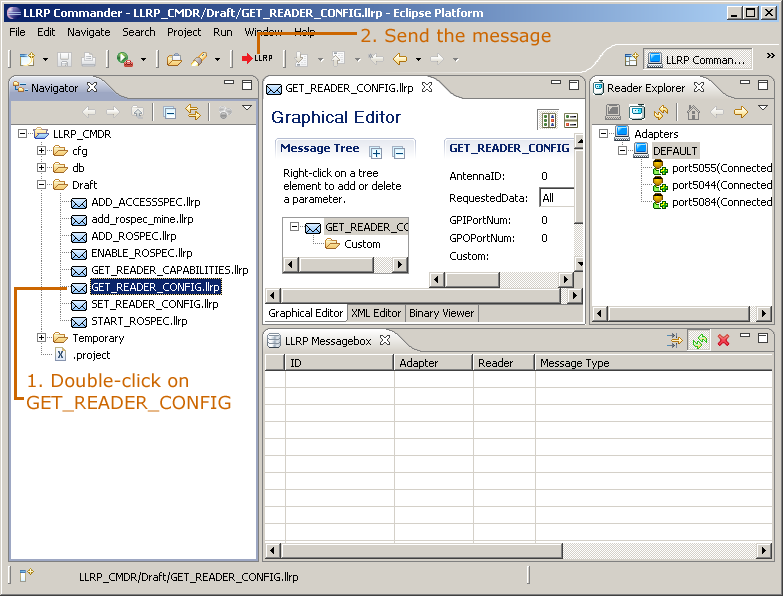 LLRP Commander - LLRP_CMDR/Draft/GET_READER_CONFIG.llrp - Eclipse Platform
File Edit Navigate Search Project Run Window Help
2. Send the message
LLRP
LLRP Comman...
Navigator
LLRP_CMDR
cfg
db
Draft
ADD_ACCESSSPEC.llrp
add_rospec_mine.llrp
ADD_ROSPEC.llrp
ENABLE_ROSPEC.llrp
GET_READER_CAPABILITIES.llrp
GET_READER_CONFIG.llrp
SET_READER_CONFIG.llrp
START_ROSPEC.llrp
Temporary
.project
1. Double-click on
GET_READER_CONFIG
GET_READER_CONFIG.llrp
Graphical Editor
Message Tree
Right-click on a tree
element to add or delete
a parameter.
GET_READER_CC
Custom
GET_READER_CONFIG
AntennaID: 0
RequestedData: All
GPIPortNum: 0
GPOPortNum: 0
Custom:
Graphical Editor XML Editor Binary Viewer
Reader Explorer
Adapters
DEFAULT
port5055(Connected
port5044(Connected
port5084(Connected
LLRP Messagebox
ID Adapter Reader Message Type
LLRP_CMDR/Draft/GET_READER_CONFIG.llrp